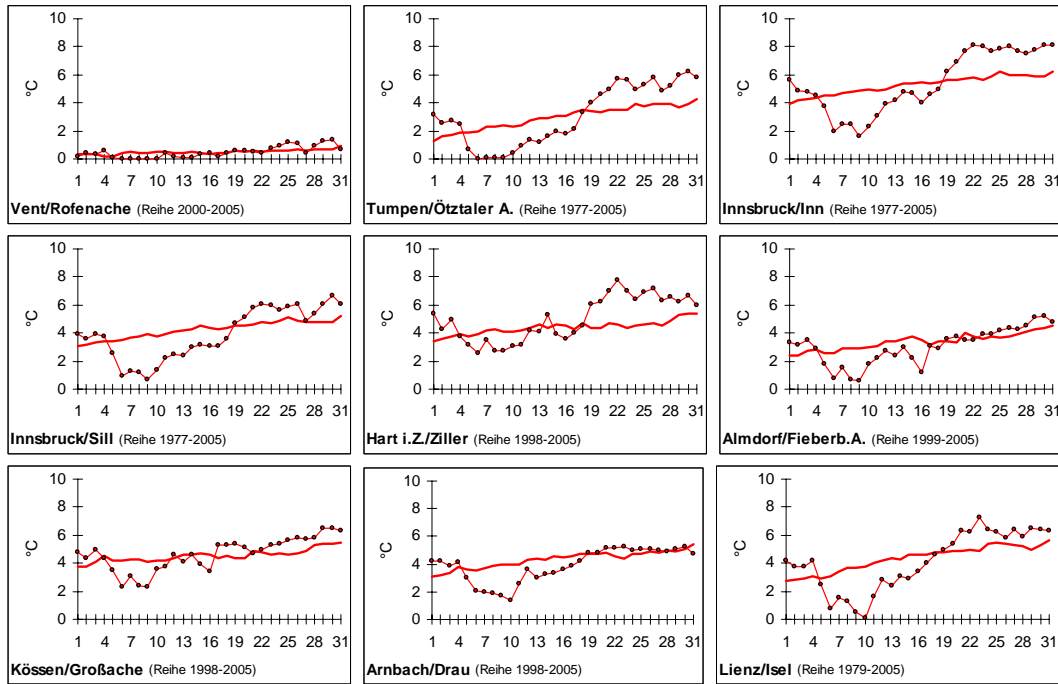 10
8
6
4
2
0
°C
1 4 7 10 13 16 19 22 25 28 31
Vent/Rofenache (Reihe 2000-2005)
10
8
6
4
2
0
°C
1 4 7 10 13 16 19 22 25 28 31
Tumpen/Ötztaler A. (Reihe 1977-2005)
10
8
6
4
2
0
°C
1 4 7 10 13 16 19 22 25 28 31
Innsbruck/Inn (Reihe 1977-2005)
10
8
6
4
2
0
°C
1 4 7 10 13 16 19 22 25 28 31
Innsbruck/Sill (Reihe 1977-2005)
10
8
6
4
2
0
°C
1 4 7 10 13 16 19 22 25 28 31
Hart i.Z./Ziller (Reihe 1998-2005)
10
8
6
4
2
0
°C
1 4 7 10 13 16 19 22 25 28 31
Almdorf/Fieberb.A. (Reihe 1999-2005)
10
8
6
4
2
0
°C
1 4 7 10 13 16 19 22 25 28 31
Kössen/Großache (Reihe 1998-2005)
10
8
6
4
2
0
°C
1 4 7 10 13 16 19 22 25 28 31
Arnbach/Drau (Reihe 1998-2005)
10
8
6
4
2
0
°C
1 4 7 10 13 16 19 22 25 28 31
Lienz/Isel (Reihe 1979-2005)